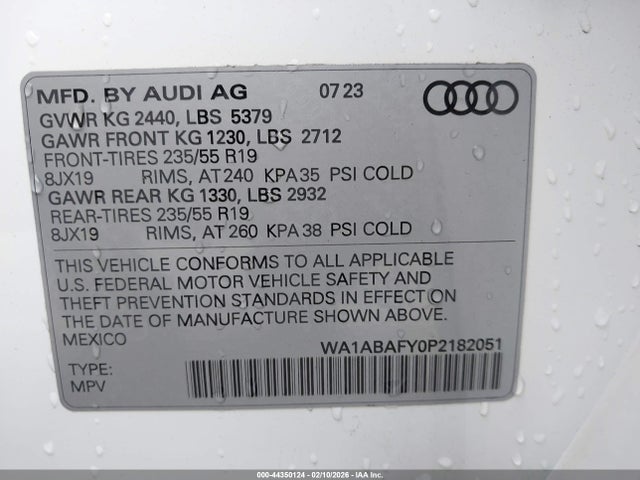 MFD. BY AUDI AG 07 23
GVWR KG 2440, LBS 5379
GAWR FRONT KG 1230, LBS 2712
FRONT-TIRES 235/55 R19
8JX19 RIMS, AT 240 KPA 35 PSI COLD
GAWR REAR KG 1330, LBS 2932
REAR-TIRES 235/55 R19
8JX19 RIMS, AT 260 KPA 38 PSI COLD
THIS VEHICLE CONFORMS TO ALL APPLICABLE
U.S. FEDERAL MOTOR VEHICLE SAFETY AND
THEFT PREVENTION STANDARDS IN EFFECT ON
THE DATE OF MANUFACTURE SHOWN ABOVE.
MEXICO
WA1ABAFY0P2182051
TYPE:
MPV
000-44350124 - 02/10/2026 - IAA Inc.